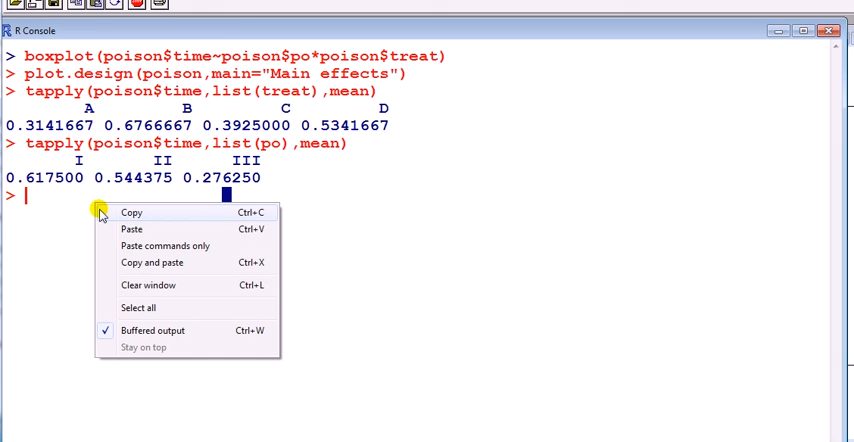 R Console
> boxplot(poison$time~poison$po*poison$treat)
> plot.design(poison,main="Main effects")
> tapply(poison$time,list(treat),mean)
A B C D
0.3141667 0.6766667 0.3925000 0.5341667
> tapply(poison$time,list(po),mean)
I II III
0.617500 0.544375 0.276250
>
Copy Ctrl+C
Paste Ctrl+V
Paste commands only
Copy and paste Ctrl+X
Clear window Ctrl+L
Select all
Buffered output Ctrl+W
Stay on top